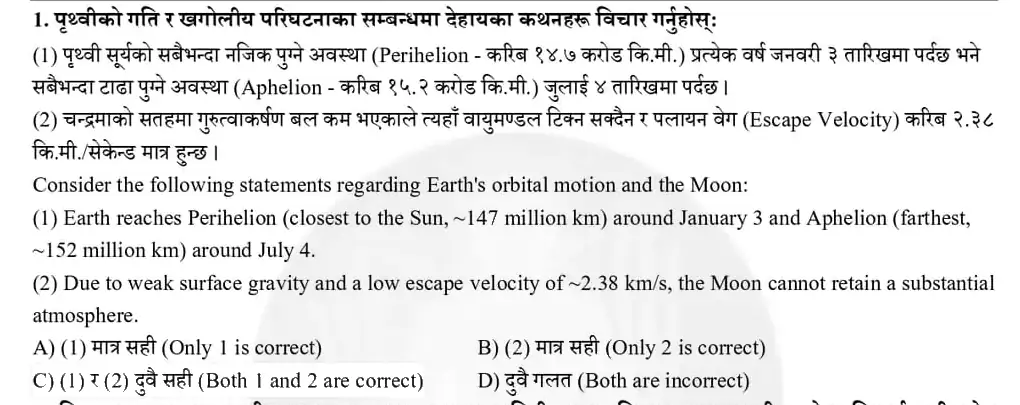 1. पृथ्वीको गति र खगोलीय परिघटनाका सम्बन्धमा देहायका कथनहरू विचार गर्नुहोस्:
(1) पृथ्वी सूर्यको सबैभन्दा नजिक पुग्ने अवस्था (Perihelion - करिब १४.७ करोड कि.मी.) प्रत्येक वर्ष जनवरी ३ तारिखमा पर्दछ भने
सबैभन्दा टाढा पुग्ने अवस्था (Aphelion - करिब १५.२ करोड कि.मी.) जुलाई ४ तारिखमा पर्दछ।
(2) चन्द्रमाको सतहमा गुरुत्वाकर्षण बल कम भएकाले त्यहाँ वायुमण्डल टिक्न सक्दैन र पलायन वेग (Escape Velocity) करिब २.३८
कि.मी./सेकेन्ड मात्र हुन्छ।
Consider the following statements regarding Earth's orbital motion and the Moon:
(1) Earth reaches Perihelion (closest to the Sun, ~147 million km) around January 3 and Aphelion (farthest,
~152 million km) around July 4.
(2) Due to weak surface gravity and a low escape velocity of ~2.38 km/s, the Moon cannot retain a substantial
atmosphere.
A) (1) मात्र सही (Only 1 is correct) B) (2) मात्र सही (Only 2 is correct)
C) (1) र (2) दुवै सही (Both 1 and 2 are correct) D) दुवै गलत (Both are incorrect)